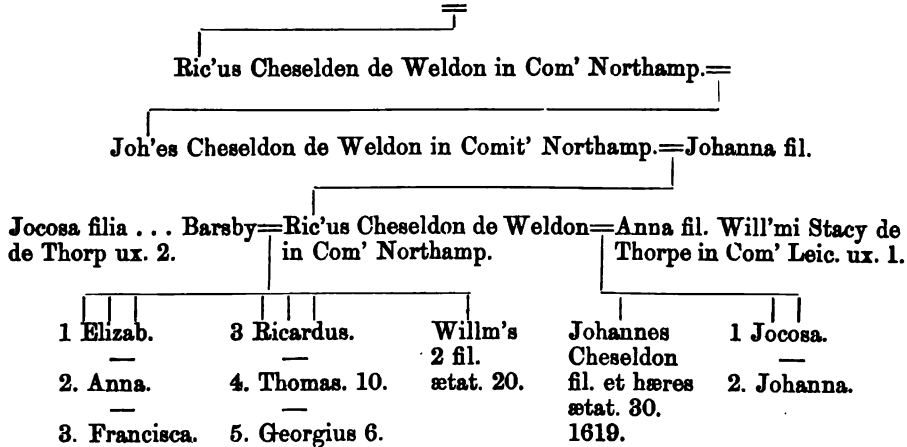 Ric'us Cheselden de Weldon in Com' Northamp.=
Joh'es Cheseldon de Weldon in Comit' Northamp.=Johanna fil.
Jocosa filia ... Barsby=Ric'us Cheseldon de Weldon=Anna fil. Will'mi Stacy de
de Thorp ux. 2. in Com' Northamp. Thorpe in Com' Leic. ux. 1.
1 Elizab. 3 Ricardus. Willm's Johannes 1 Jocosa.
2 fil. Cheseldon
2. Anna. 4. Thomas. 10. ætat. 20. fil. et hæres 2. Johanna.
ætat. 30.
3. Francisca. 5. Georgius 6. 1619.